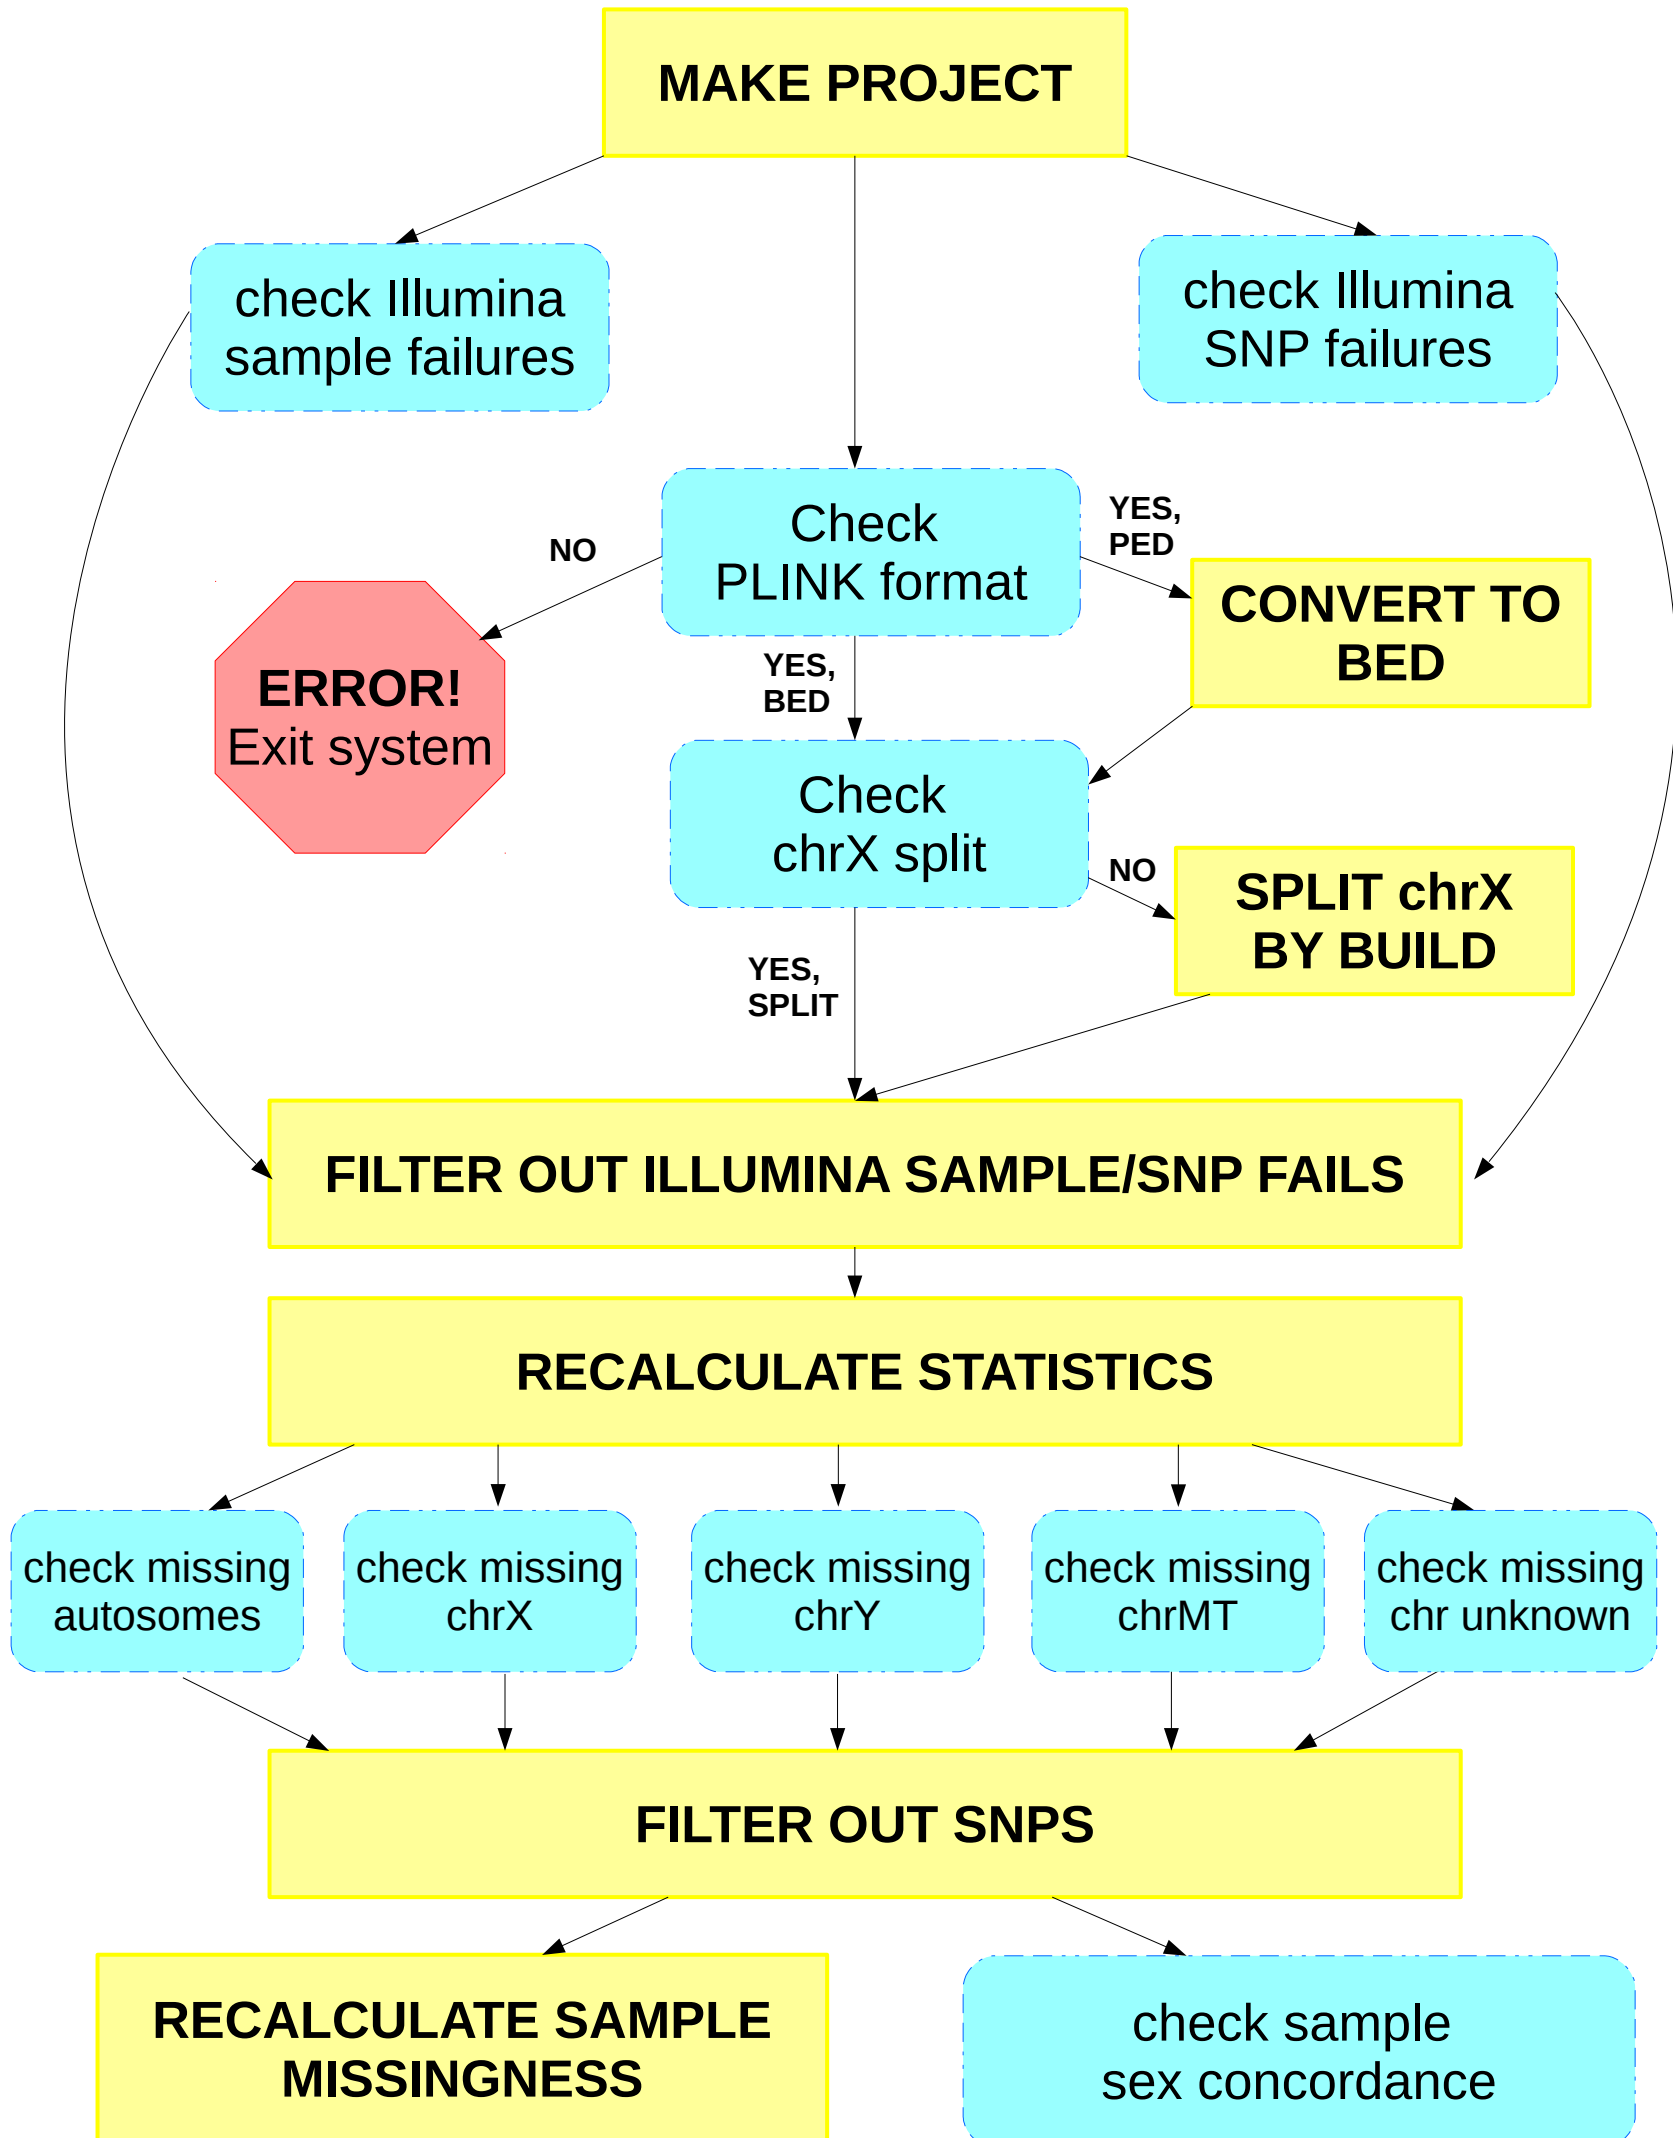 MAKE PROJECT
check Illumina
sample failures
check Illumina
SNP failures
Check
PLINK format
NO
YES,
PED
ERROR!
Exit system
YES,
BED
CONVERT TO
BED
Check
chrX split
NO
SPLIT chrX
BY BUILD
YES,
SPLIT
FILTER OUT ILLUMINA SAMPLE/SNP FAILS
RECALCULATE STATISTICS
check missing
autosomes
check missing
chrX
check missing
chrY
check missing
chrMT
check missing
chr unknown
FILTER OUT SNPS
RECALCULATE SAMPLE
MISSINGNESS
check sample
sex concordance